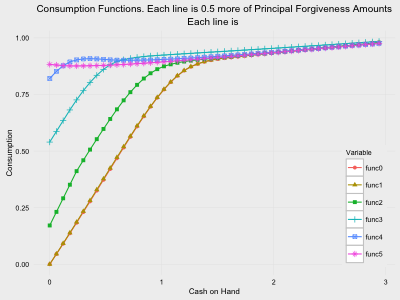 Consumption Functions. Each line is 0.5 more of Principal Forgiveness Amounts
Each line is
1.00
0.75
0.50
0.25
0.00
Consumption
0
1
2
3
Cash on Hand
Variable
func0
func1
func2
func3
func4
func5